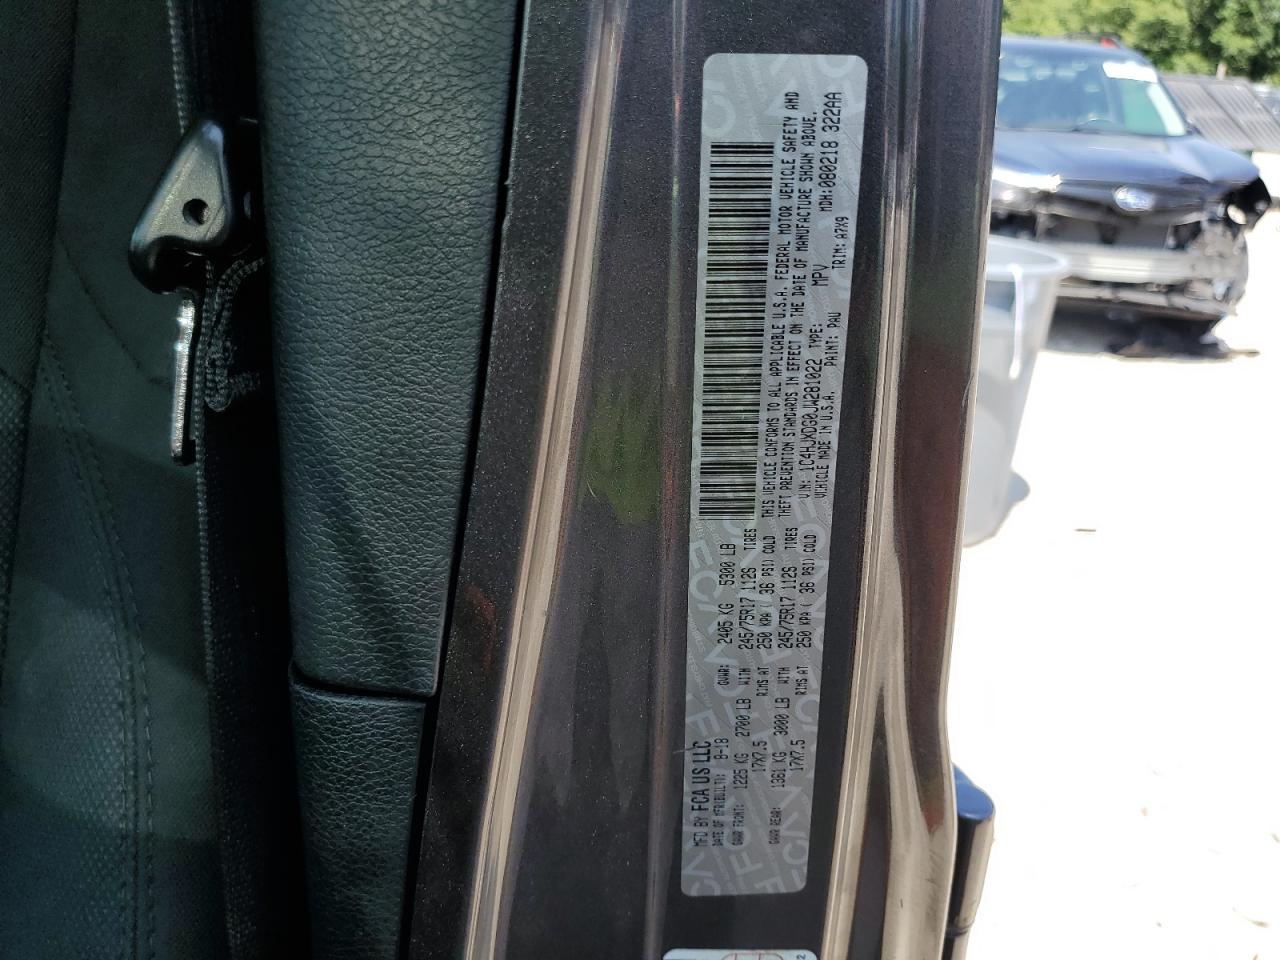 MFD BY FCA US LLC
DATE OF MFR(BUILT): 8-18 GVWR: 2405 KG 5300 LB
GAWR FRONT: 1225 KG 2700 LB WITH 245/75R17 112S TIRES
17X7.5 RIMS AT 250 KPA ( 36 PSI) COLD
GAWR REAR: 1361 KG 3000 LB WITH 245/75R17 112S TIRES
17X7.5 RIMS AT 250 KPA ( 36 PSI) COLD
THIS VEHICLE CONFORMS TO ALL APPLICABLE U.S.A. FEDERAL MOTOR VEHICLE SAFETY AND
THEFT PREVENTION STANDARDS IN EFFECT ON THE DATE OF MANUFACTURE SHOWN ABOVE.
VIN: 1C4HJXDG0JW281022 TYPE: MPV MDH:080218 322AA
VEHICLE MADE IN U.S.A. PAINT: PAU TRIM: A7X9